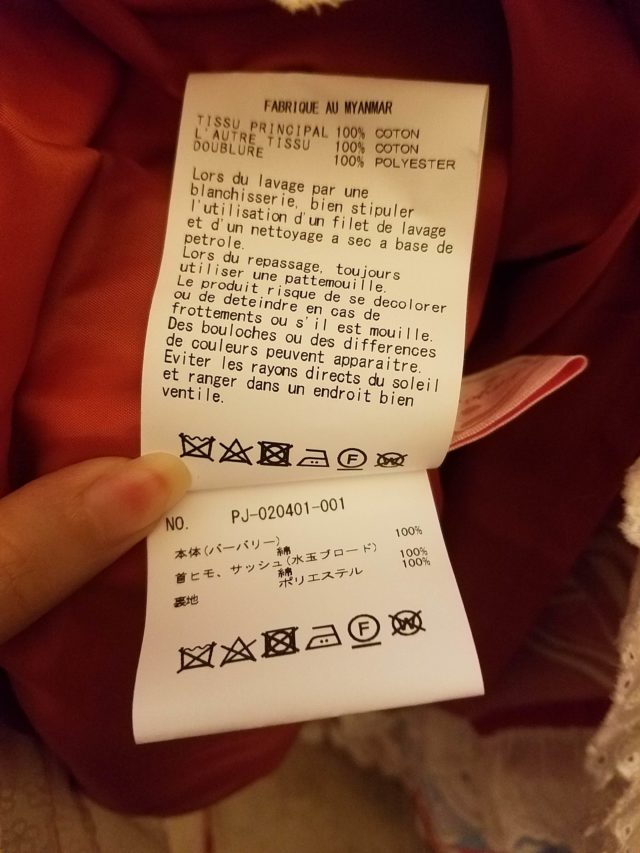 FABRIQUE AU MYANMAR
TISSU PRINCIPAL 100% COTON
L'AUTRE TISSU 100% COTON
DOUBLURE 100% POLYESTER
Lors du lavage par une
blanchisserie, bien stipuler
l'utilisation d'un filet de lavage
et d'un nettoyage a sec a base de
petrole.
Lors du repassage, toujours
utiliser une pattemouille.
Le produit risque de se decolorer
ou de deteindre en cas de
frottements ou s'il est mouille.
Des bouloches ou des differences
de couleurs peuvent apparaitre.
Eviter les rayons directs du soleil
et ranger dans un endroit bien
ventile.
F W
NO. PJ-020401-001
本体(バーバリー)
綿 100%
首ヒモ、サッシュ(水玉ブロード)
綿 100%
ポリエステル 100%
裏地
F W